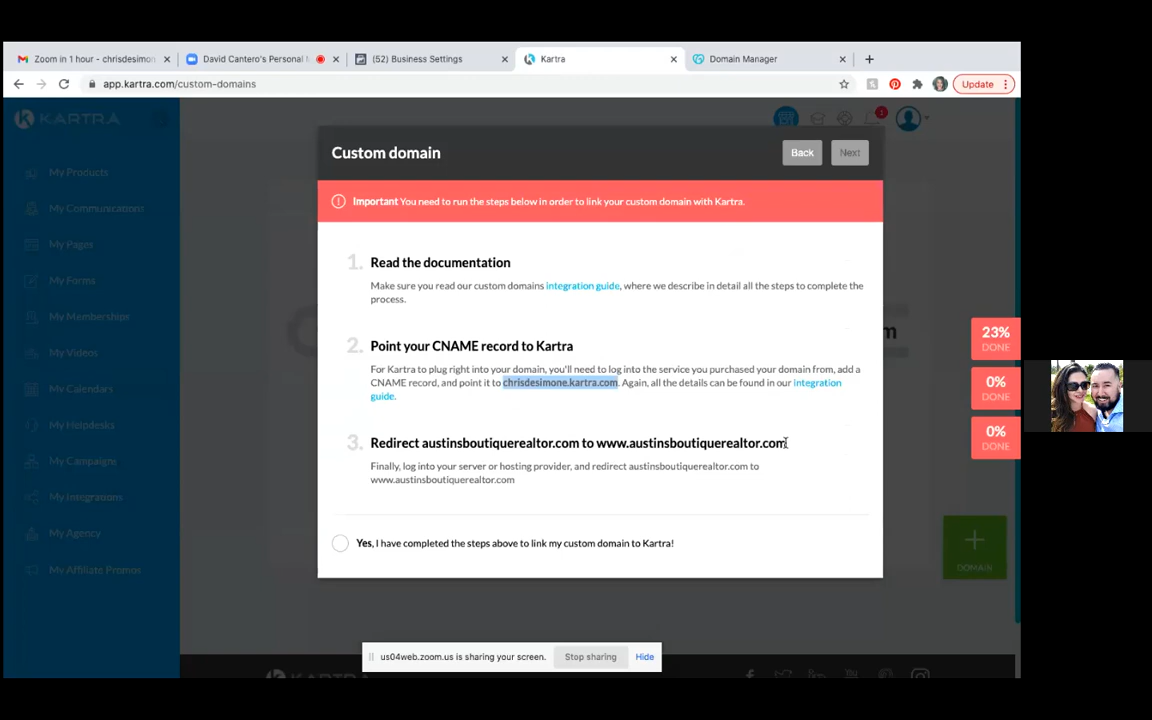 Zoom in 1 hour - chrisdesimon
David Cantero's Personal
(52) Business Settings
Kartra
Domain Manager
app.kartra.com/custom-domains
Update
KARTRA
1
My Products
My Communications
My Pages
My Forms
My Memberships
My Videos
My Calendars
My Helpdesks
My Campaigns
My Integrations
My Agency
My Affiliate Promos
Custom domain
Back
Next
Important You need to run the steps below in order to link your custom domain with Kartra.
1. Read the documentation
Make sure you read our custom domains integration guide, where we describe in detail all the steps to complete the
process.
2. Point your CNAME record to Kartra
For Kartra to plug right into your domain, you'll need to log into the service you purchased your domain from, add a
CNAME record, and point it to chrisdesimone.kartra.com. Again, all the details can be found in our integration
guide.
3. Redirect austinsboutiquerealtor.com to www.austinsboutiquerealtor.com
Finally, log into your server or hosting provider, and redirect austinsboutiquerealtor.com to
www.austinsboutiquerealtor.com
Yes, I have completed the steps above to link my custom domain to Kartra!
23%
DONE
0%
DONE
0%
DONE
DOMAIN
us04web.zoom.us is sharing your screen.
Stop sharing
Hide
KARTRA